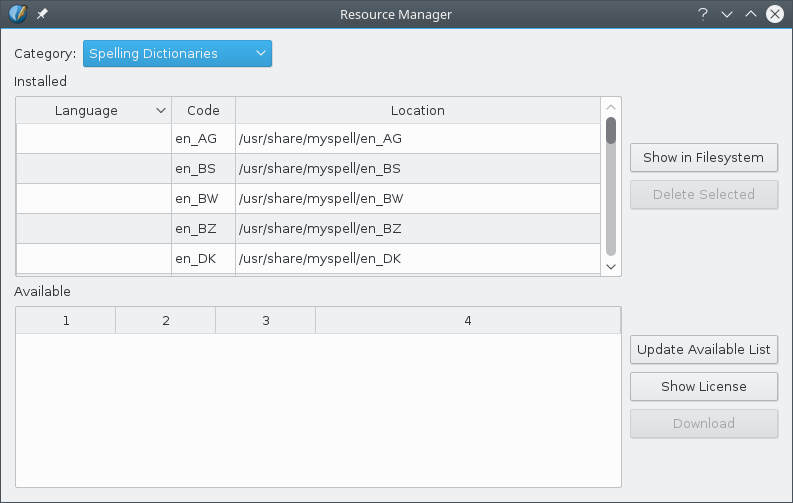 Resource Manager
?
Category: Spelling Dictionaries
Installed
Language Code Location
en_AG /usr/share/myspell/en_AG
en_BS /usr/share/myspell/en_BS
en_BW /usr/share/myspell/en_BW
en_BZ /usr/share/myspell/en_BZ
en_DK /usr/share/myspell/en_DK
Show in Filesystem
Delete Selected
Available
1 2 3 4
Update Available List
Show License
Download